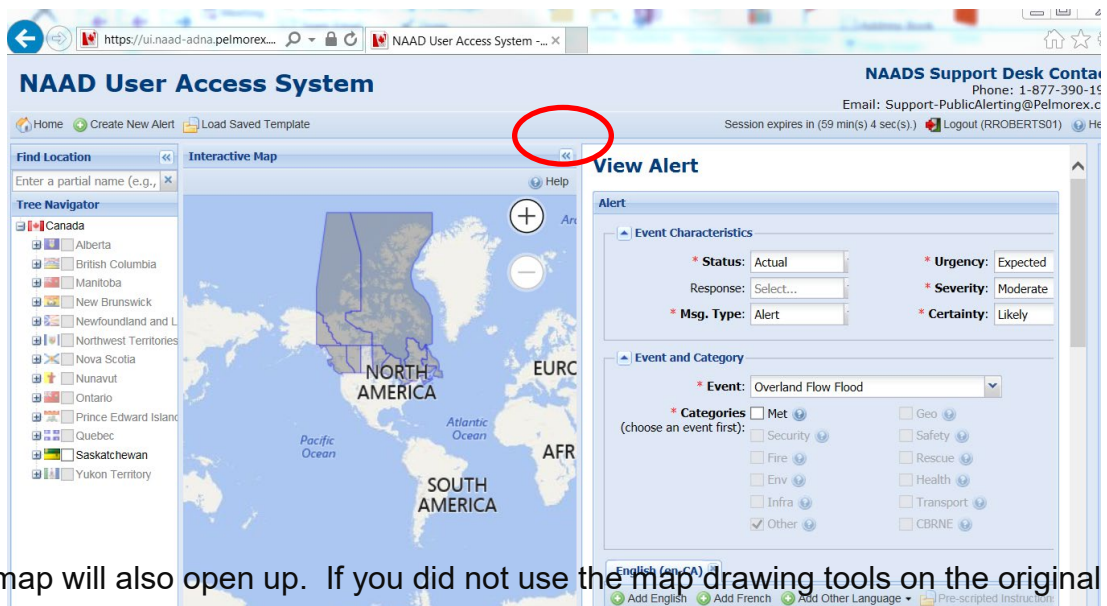 https://ui.naad-adna.pelmorex....
NAAD User Access System -... ×
NAAD User Access System
NAADS Support Desk Contac
Phone: 1-877-390-19
Email: Support-PublicAlerting@Pelmorex.c
Home Create New Alert Load Saved Template
Session expires in (59 min(s) 4 sec(s).) Logout (RROBERTS01) He
Find Location
Enter a partial name (e.g., ×
Tree Navigator
Canada
Alberta
British Columbia
Manitoba
New Brunswick
Newfoundland and L
Northwest Territories
Nova Scotia
Nunavut
Ontario
Prince Edward Islanc
Quebec
Saskatchewan
Yukon Territory
Interactive Map
Help
Arc
NORTH
AMERICA
EURC
Atlantic
Ocean
Pacific
Ocean
AFR
SOUTH
AMERICA
View Alert
Alert
Event Characteristics
* Status: Actual
* Urgency: Expected
Response: Select...
* Severity: Moderate
* Msg. Type: Alert
* Certainty: Likely
Event and Category
* Event: Overland Flow Flood
* Categories
(choose an event first):
Met Geo
Security Safety
Fire Rescue
Env Health
Infra Transport
Other CBRNE
English (en-CA)
Add English Add French Add Other Language Pre-scripted Instruction
map will also open up. If you did not use the map drawing tools on the original